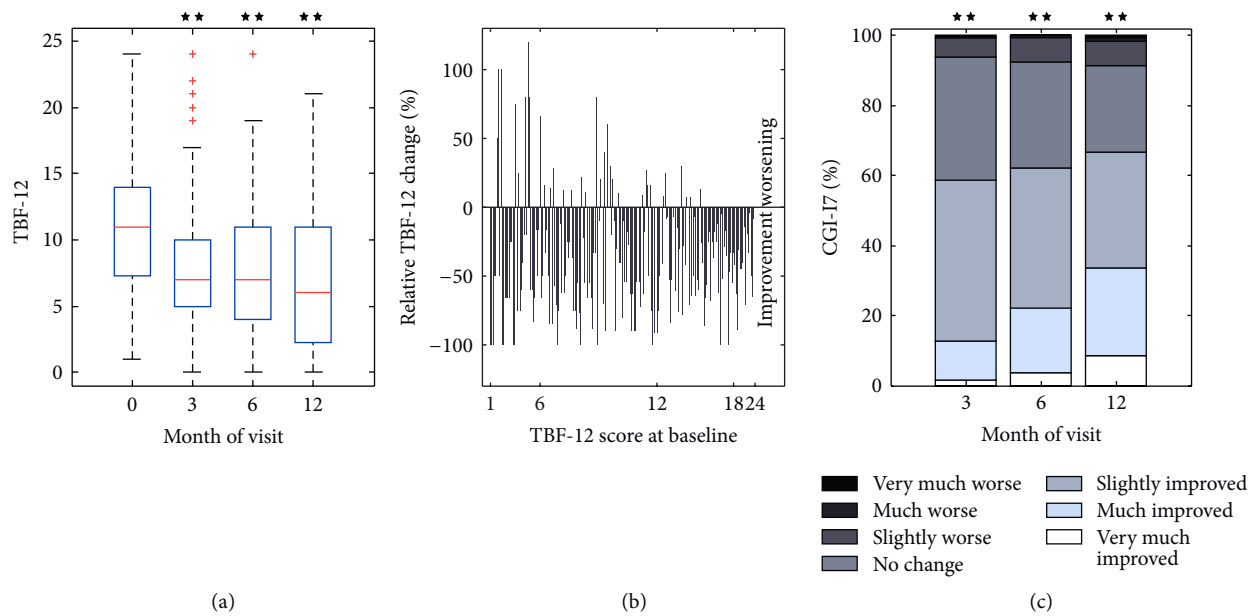 ★★ ★★ ★★
25
20
15
10
5
0
TBF-12
0 3 6 12
Month of visit
(a)
100
50
0
−50
−100
Relative TBF-12 change (%)
Improvement worsening
1 6 12 18 24
TBF-12 score at baseline
(b)
★★ ★★ ★★
100
80
60
40
20
0
CGI-I7 (%)
3 6 12
Month of visit
Very much worse
Much worse
Slightly worse
No change
Slightly improved
Much improved
Very much
improved
(c)